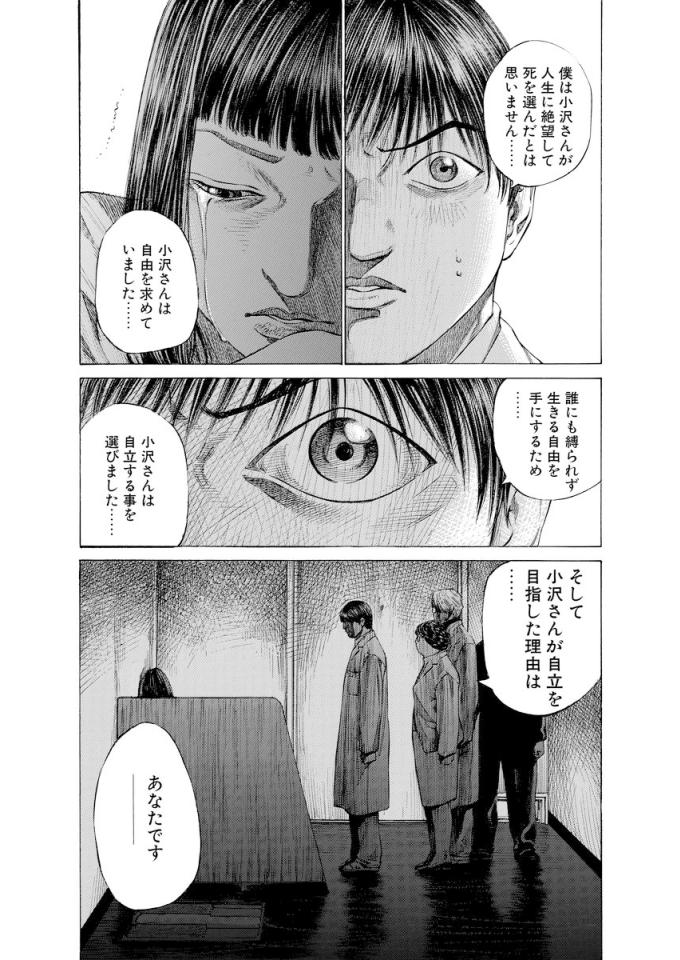 僕は小沢さんが
人生に絶望して
死を選んだとは
思いません……
小沢さんは
自由を求めて
いました……
誰にも縛られず
生きる自由を
手にするため
……
小沢さんは
自立する事を
選びました……
そして
小沢さんが自立を
目指した理由は
……
あなたです
――